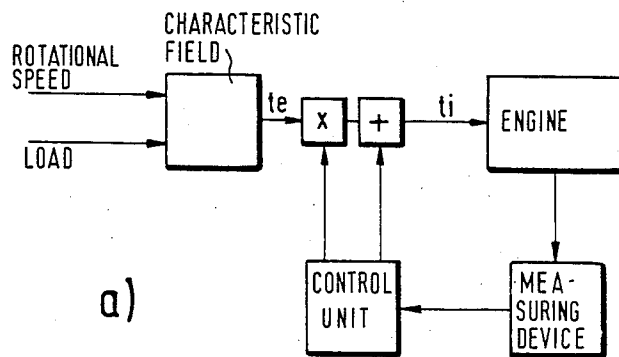 CHARACTERISTIC
FIELD
ROTATIONAL
SPEED
LOAD
te
x
+
ti
ENGINE
CONTROL
UNIT
MEA-
SURING
DEVICE
a)